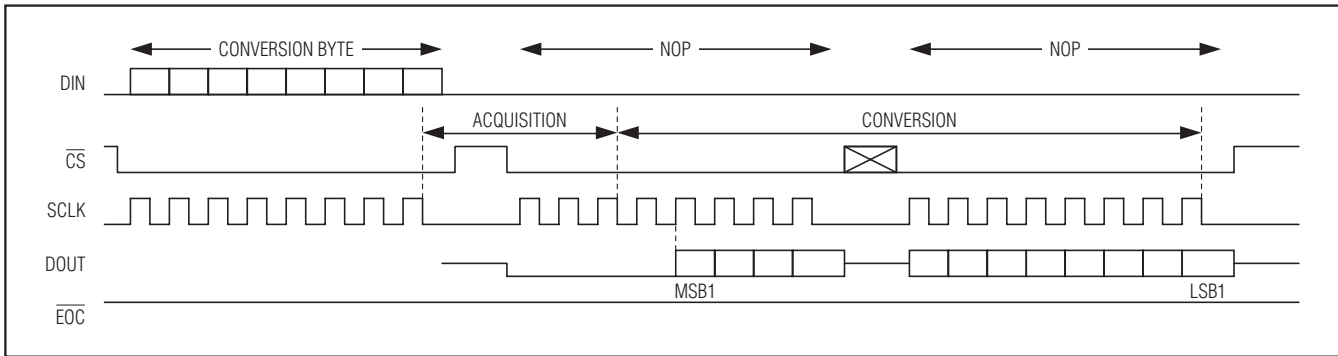 CONVERSION BYTE NOP NOP
DIN
ACQUISITION CONVERSION
CS
SCLK
DOUT
MSB1 LSB1
EOC